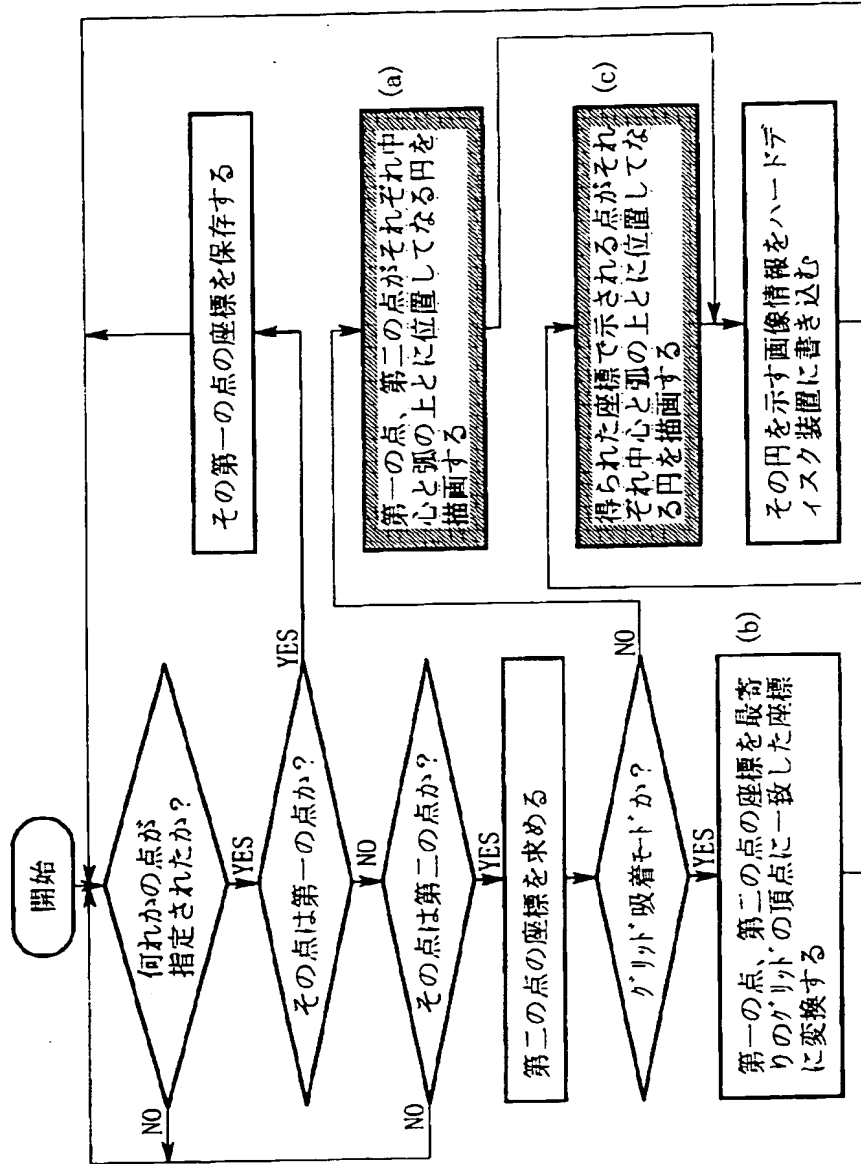 開始
何れかの点が
指定されたか?
NO
YES
その点は第一の点か?
YES
NO
その第一の点の座標を保存する
その点は第二の点か?
NO
YES
第二の点の座標を求める
グリッド吸着モードか?
NO
YES
第一の点、第二の点がそれぞれ中
心と弧の上とに位置してなる円を
描画する
(a)
第一の点、第二の点の座標を最寄
りのグリッドの頂点に一致した座標
に変換する
(b)
得られた座標で示される点がそれ
ぞれ中心と弧の上とに位置してな
る円を描画する
(c)
その円を示す画像情報をハードデ
ィスク装置に書き込む